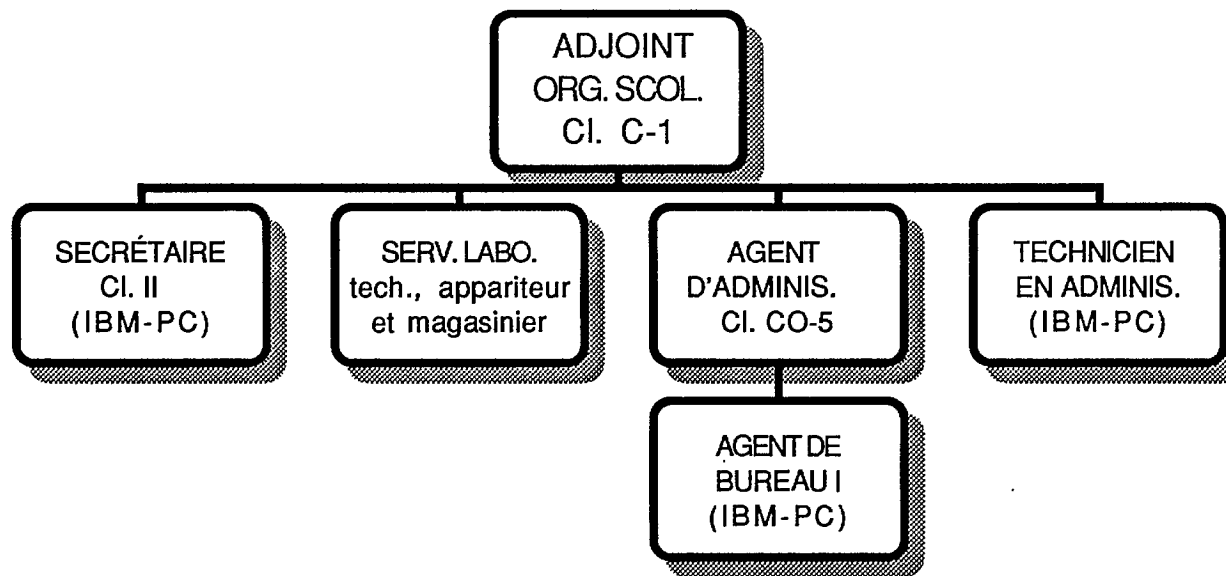 ADJOINT
ORG. SCOL.
Cl. C-1
SECRÉTAIRE
Cl. II
(IBM-PC)
SERV. LABO.
tech., appariteur
et magasinier
AGENT
D'ADMINIS.
Cl. CO-5
TECHNICIEN
EN ADMINIS.
(IBM-PC)
AGENT DE
BUREAU I
(IBM-PC)